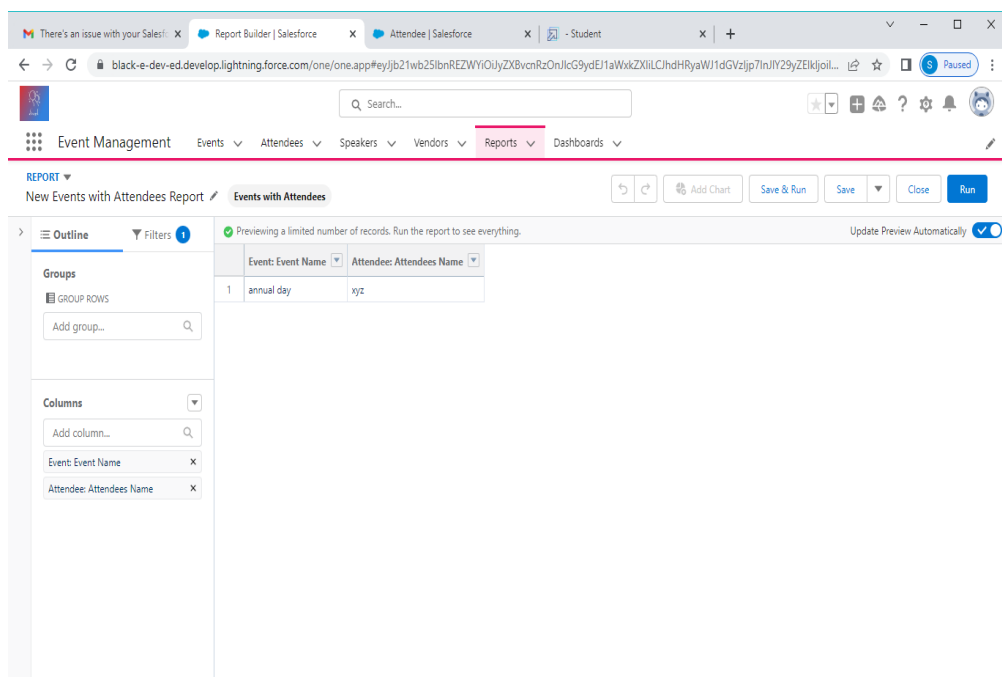 There's an issue with your Salesfo
Report Builder | Salesforce
Attendee | Salesforce
- Student
black-e-dev-ed.develop.lightning.force.com/one/one.app#
S Paused
Search...
Event Management
Events
Attendees
Speakers
Vendors
Reports
Dashboards
REPORT
New Events with Attendees Report
Events with Attendees
Add Chart
Save & Run
Save
Close
Run
Outline
Filters 1
Previewing a limited number of records. Run the report to see everything.
Update Preview Automatically
Groups
GROUP ROWS
Add group...
Columns
Add column...
Event: Event Name
Attendee: Attendees Name
Event: Event Name Attendee: Attendees Name
1 annual day xyz